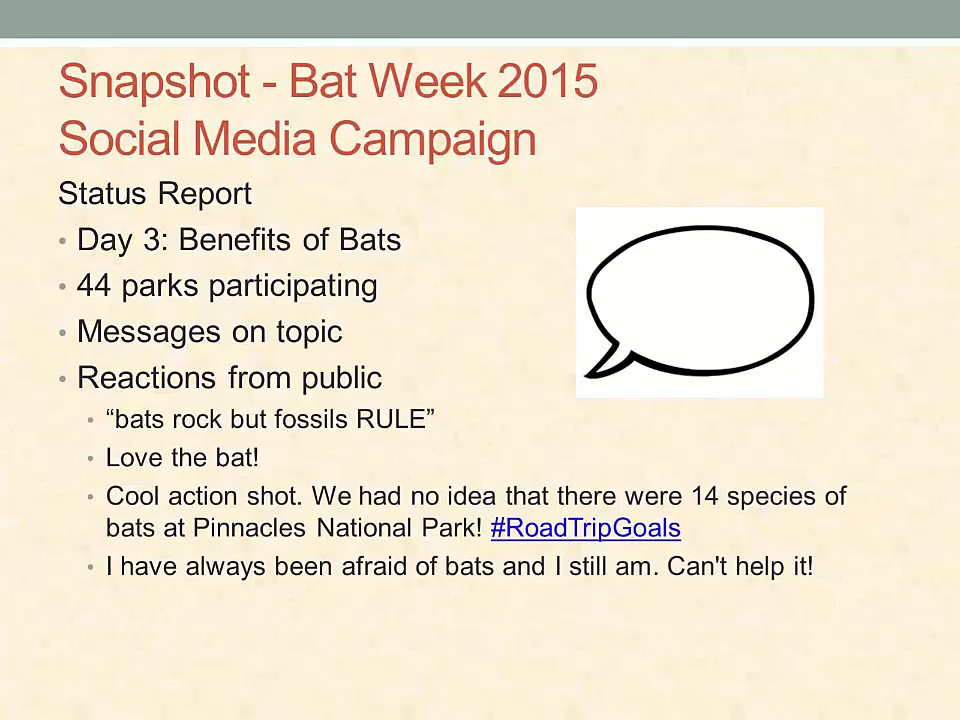 Snapshot - Bat Week 2015
Social Media Campaign
Status Report
• Day 3: Benefits of Bats
• 44 parks participating
• Messages on topic
• Reactions from public
• “bats rock but fossils RULE”
• Love the bat!
• Cool action shot. We had no idea that there were 14 species of
bats at Pinnacles National Park! #RoadTripGoals
• I have always been afraid of bats and I still am. Can't help it!